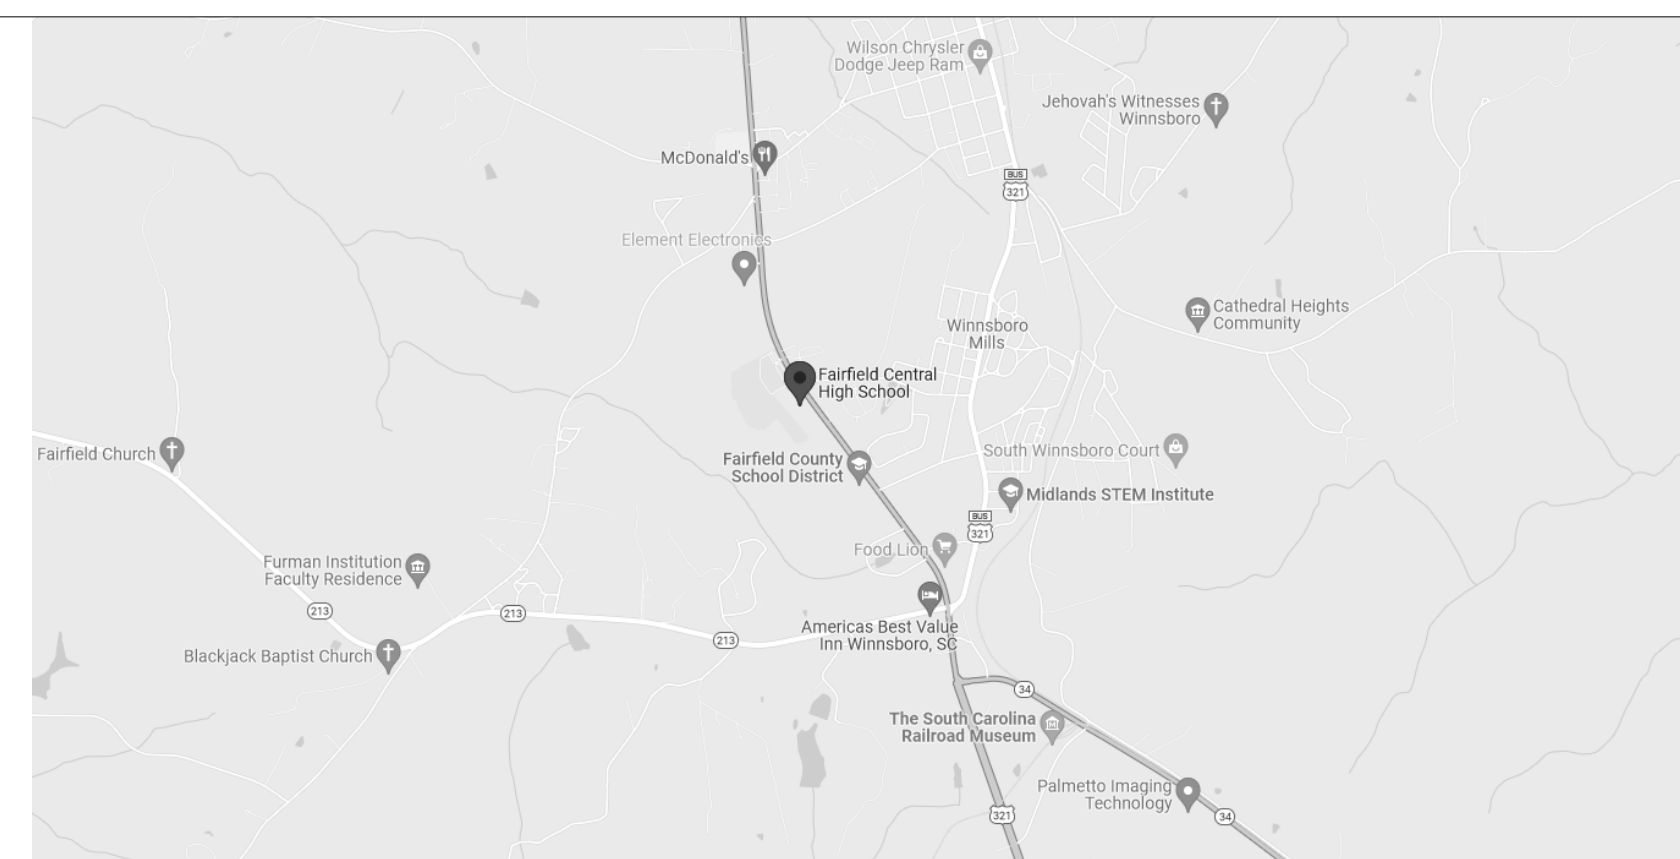 Wilson Chrysler
Dodge Jeep Ram
Jehovah's Witnesses
Winnsboro
McDonald's
BUS
321
Element Electronics
Cathedral Heights
Community
Winnsboro
Mills
Fairfield Central
High School
Fairfield Church
South Winnsboro Court
Fairfield County
School District
Midlands STEM Institute
BUS
321
Food Lion
Furman Institution
Faculty Residence
213
213
213
Americas Best Value
Inn Winnsboro, SC
Blackjack Baptist Church
34
The South Carolina
Railroad Museum
Palmetto Imaging
Technology
321
34